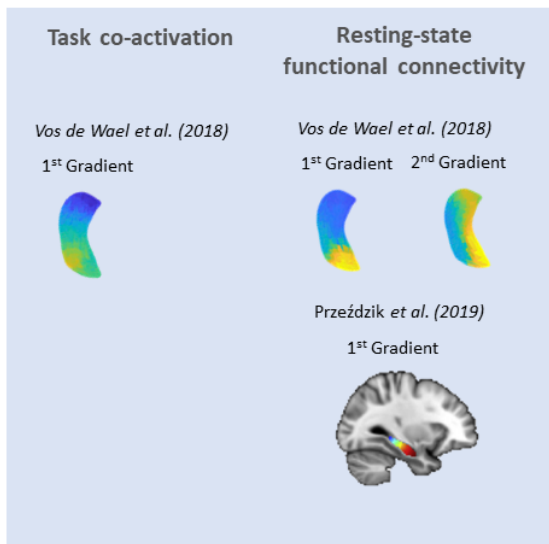 Task co-activation
Resting-state
functional connectivity
Vos de Wael et al. (2018)
1st Gradient
Vos de Wael et al. (2018)
1st Gradient
2nd Gradient
Przeździk et al. (2019)
1st Gradient